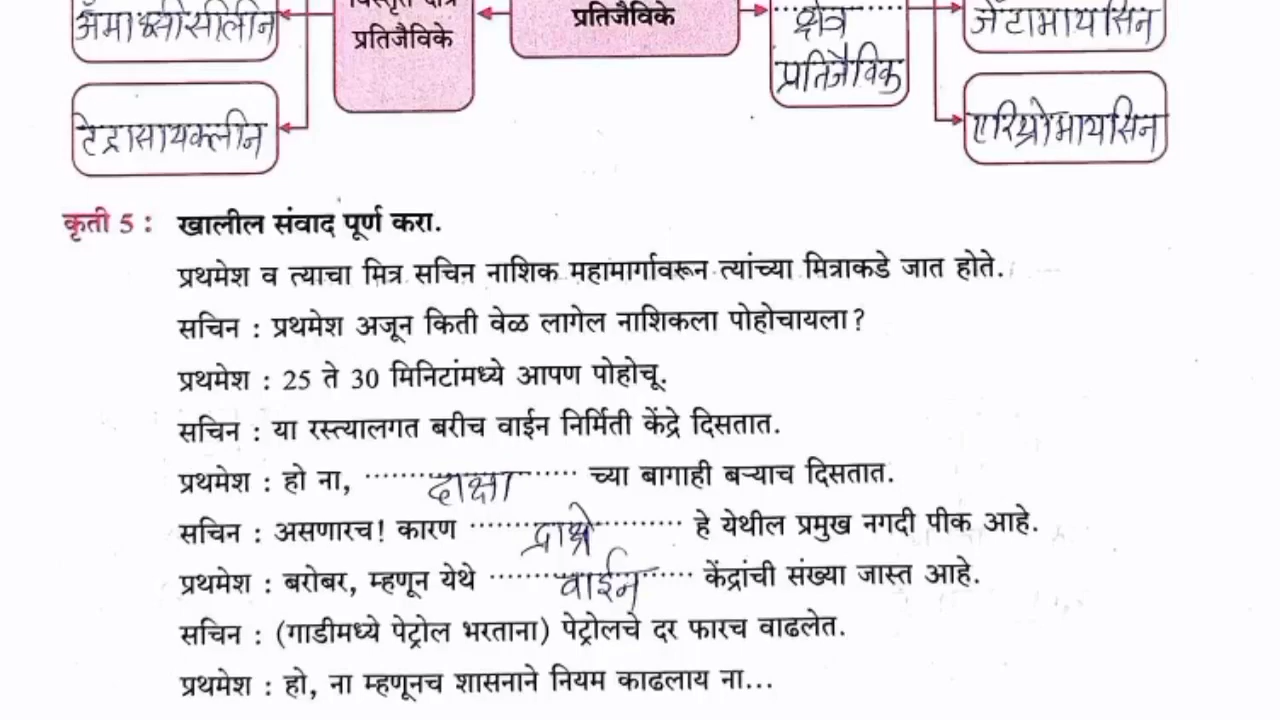 अ‍ॅमॉक्सीसीलीन
प्रतिजैविके
प्रतिजैविके
क्षेत्र
प्रतिजैविक
जेंटामायसिन
टेट्रासायक्लीन
एरिथ्रोमायसिन
कृती 5 : खालील संवाद पूर्ण करा.
प्रथमेश व त्याचा मित्र सचिन नाशिक महामार्गावरून त्यांच्या मित्राकडे जात होते.
सचिन : प्रथमेश अजून किती वेळ लागेल नाशिकला पोहोचायला?
प्रथमेश : 25 ते 30 मिनिटांमध्ये आपण पोहोचू.
सचिन : या रस्त्यालगत बरीच वाईन निर्मिती केंद्रे दिसतात.
प्रथमेश : हो ना, द्राक्षा च्या बागाही बऱ्याच दिसतात.
सचिन : असणारच! कारण द्राक्षे हे येथील प्रमुख नगदी पीक आहे.
प्रथमेश : बरोबर, म्हणून येथे वाईन केंद्रांची संख्या जास्त आहे.
सचिन : (गाडीमध्ये पेट्रोल भरताना) पेट्रोलचे दर फारच वाढलेत.
प्रथमेश : हो, ना म्हणूनच शासनाने नियम काढलाय ना...